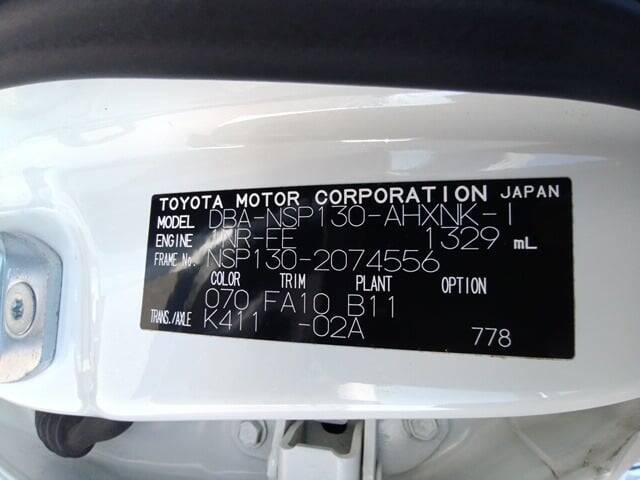 TOYOTA MOTOR CORPORATION JAPAN
MODEL DBA-NSP130-AHXNK-I
ENGINE 1NR-FE 1329 mL
FRAME No. NSP130-2074556
COLOR TRIM PLANT OPTION
070 FA10 B11
TRANS./AXLE K411 -02A
778